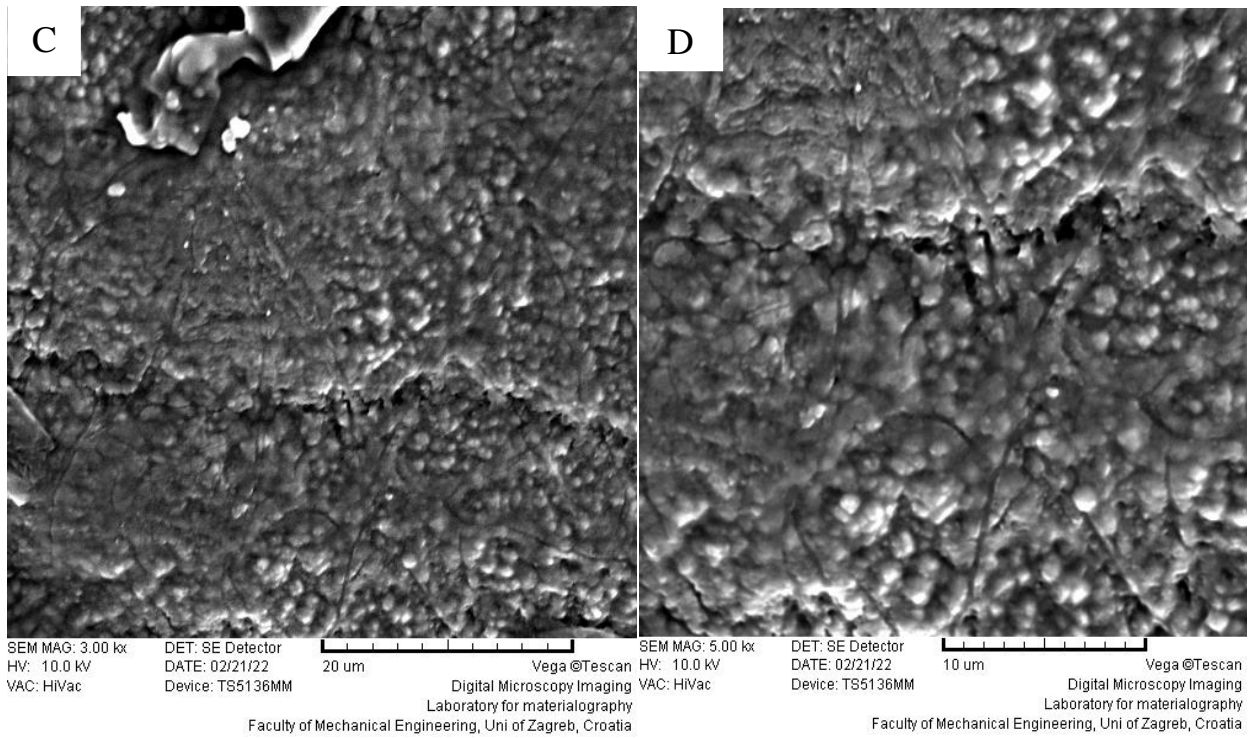 C
SEM MAG: 3.00 kx DET: SE Detector
HV: 10.0 kV DATE: 02/21/22 20 um Vega ©Tescan
VAC: HiVac Device: TS5136MM Digital Microscopy Imaging
Laboratory for materialography
Faculty of Mechanical Engineering, Uni of Zagreb, Croatia
D
SEM MAG: 5.00 kx DET: SE Detector
HV: 10.0 kV DATE: 02/21/22 10 um Vega ©Tescan
VAC: HiVac Device: TS5136MM Digital Microscopy Imaging
Laboratory for materialography
Faculty of Mechanical Engineering, Uni of Zagreb, Croatia